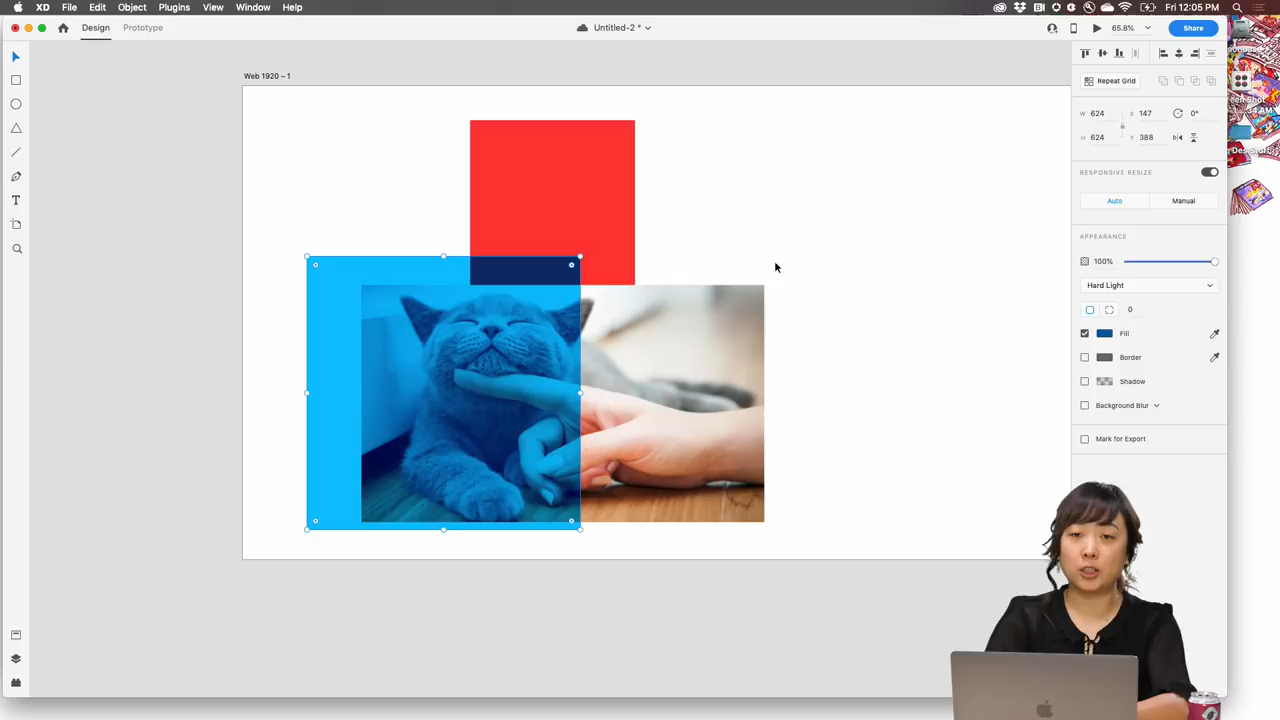 XD File Edit Object Plugins View Window Help
Fri 12:05 PM
Design Prototype
Untitled-2 *
65.8%
Share
Web 1920 – 1
Repeat Grid
W 624 X 147 0°
H 624 Y 388
RESPONSIVE RESIZE
Auto Manual
APPEARANCE
100%
Hard Light
0
Fill
Border
Shadow
Background Blur
Mark for Export